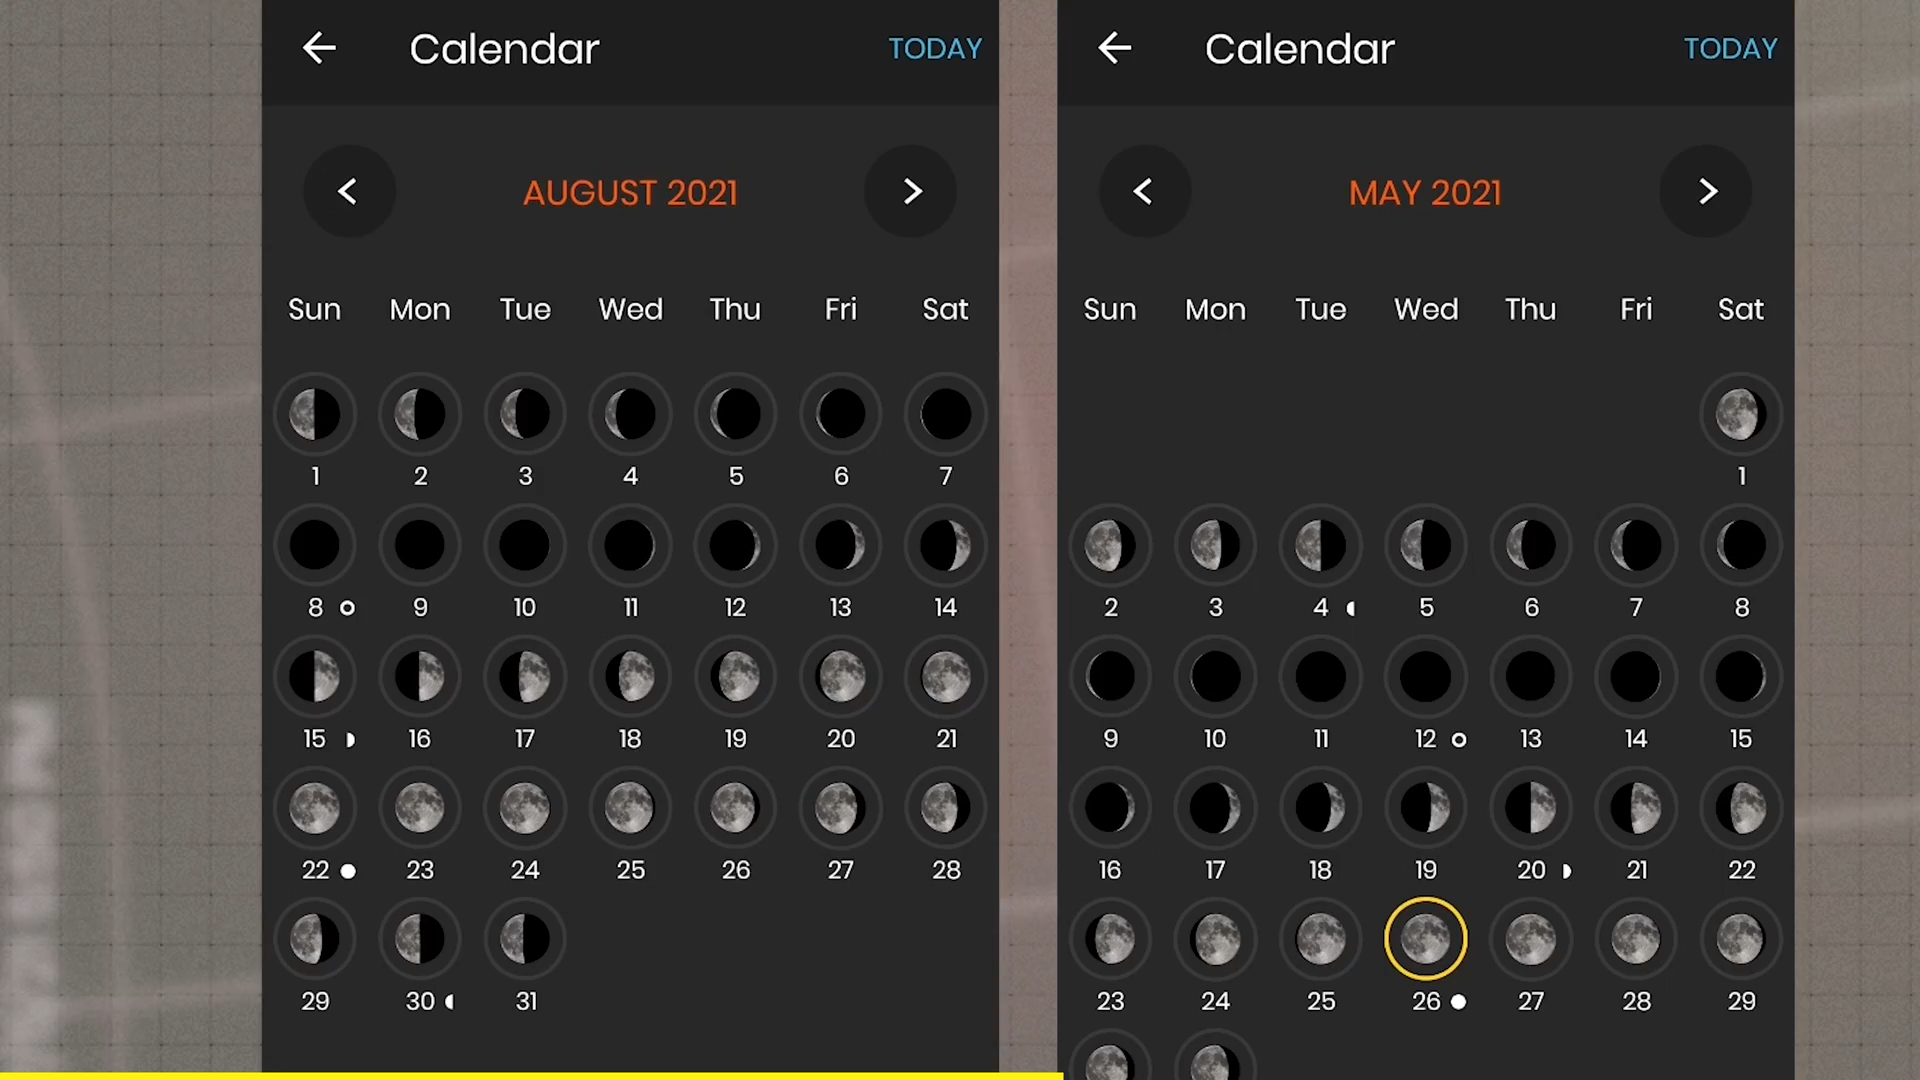 Calendar TODAY
AUGUST 2021
Sun Mon Tue Wed Thu Fri Sat
1 2 3 4 5 6 7
8 9 10 11 12 13 14
15 16 17 18 19 20 21
22 23 24 25 26 27 28
29 30 31
Calendar TODAY
MAY 2021
Sun Mon Tue Wed Thu Fri Sat
1
2 3 4 5 6 7 8
9 10 11 12 13 14 15
16 17 18 19 20 21 22
23 24 25 26 27 28 29